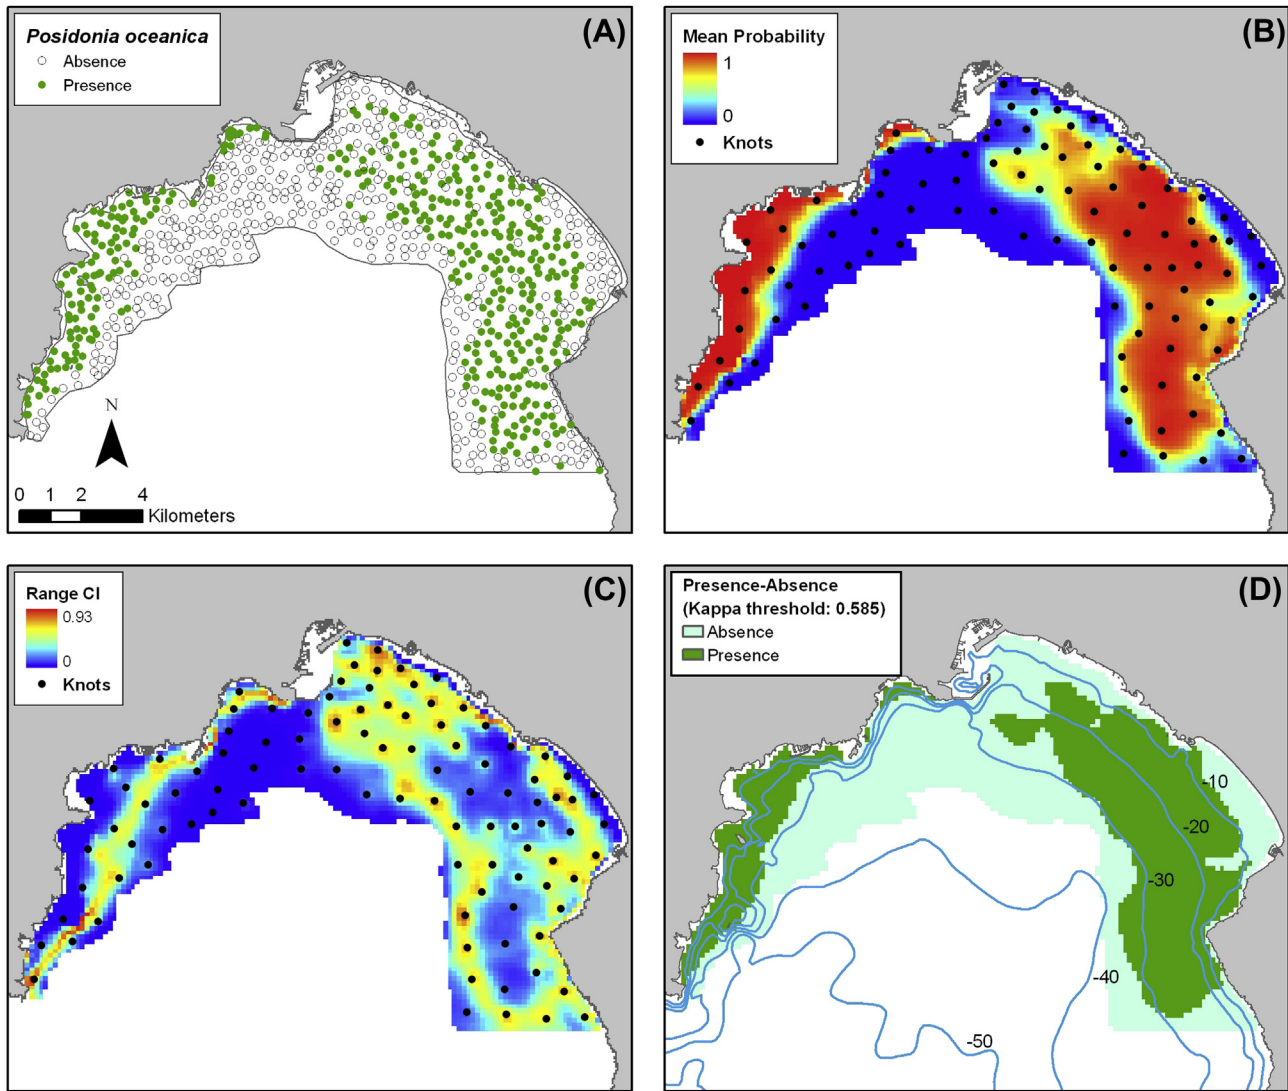 Posidonia oceanica
Absence
Presence
(A)
N
0 1 2 4
Kilometers
Mean Probability
1
0
Knots
(B)
Range CI
0.93
0
Knots
(C)
Presence-Absence
(Kappa threshold: 0.585)
Absence
Presence
(D)
-10
-20
-30
-40
-50